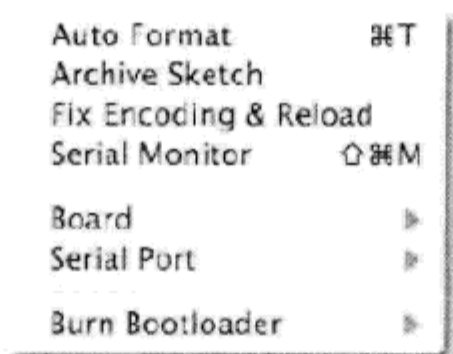 Auto Format ⌘T
Archive Sketch
Fix Encoding & Reload
Serial Monitor ⇧⌘M
Board
Serial Port
Burn Bootloader